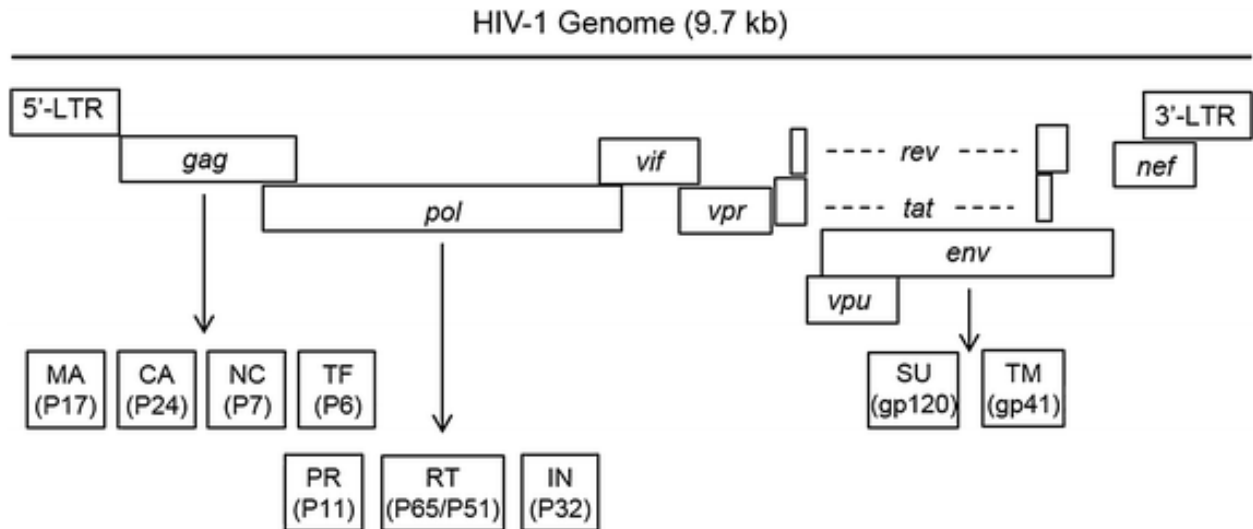 HIV-1 Genome (9.7 kb)
5’-LTR
3’-LTR
gag
vif
rev
nef
pol
vpr
tat
env
vpu
MA
(P17)
CA
(P24)
NC
(P7)
TF
(P6)
SU
(gp120)
TM
(gp41)
PR
(P11)
RT
(P65/P51)
IN
(P32)